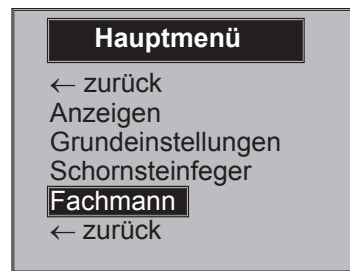 Hauptmenü
← zurück
Anzeigen
Grundeinstellungen
Schornsteinfeger
Fachmann
← zurück